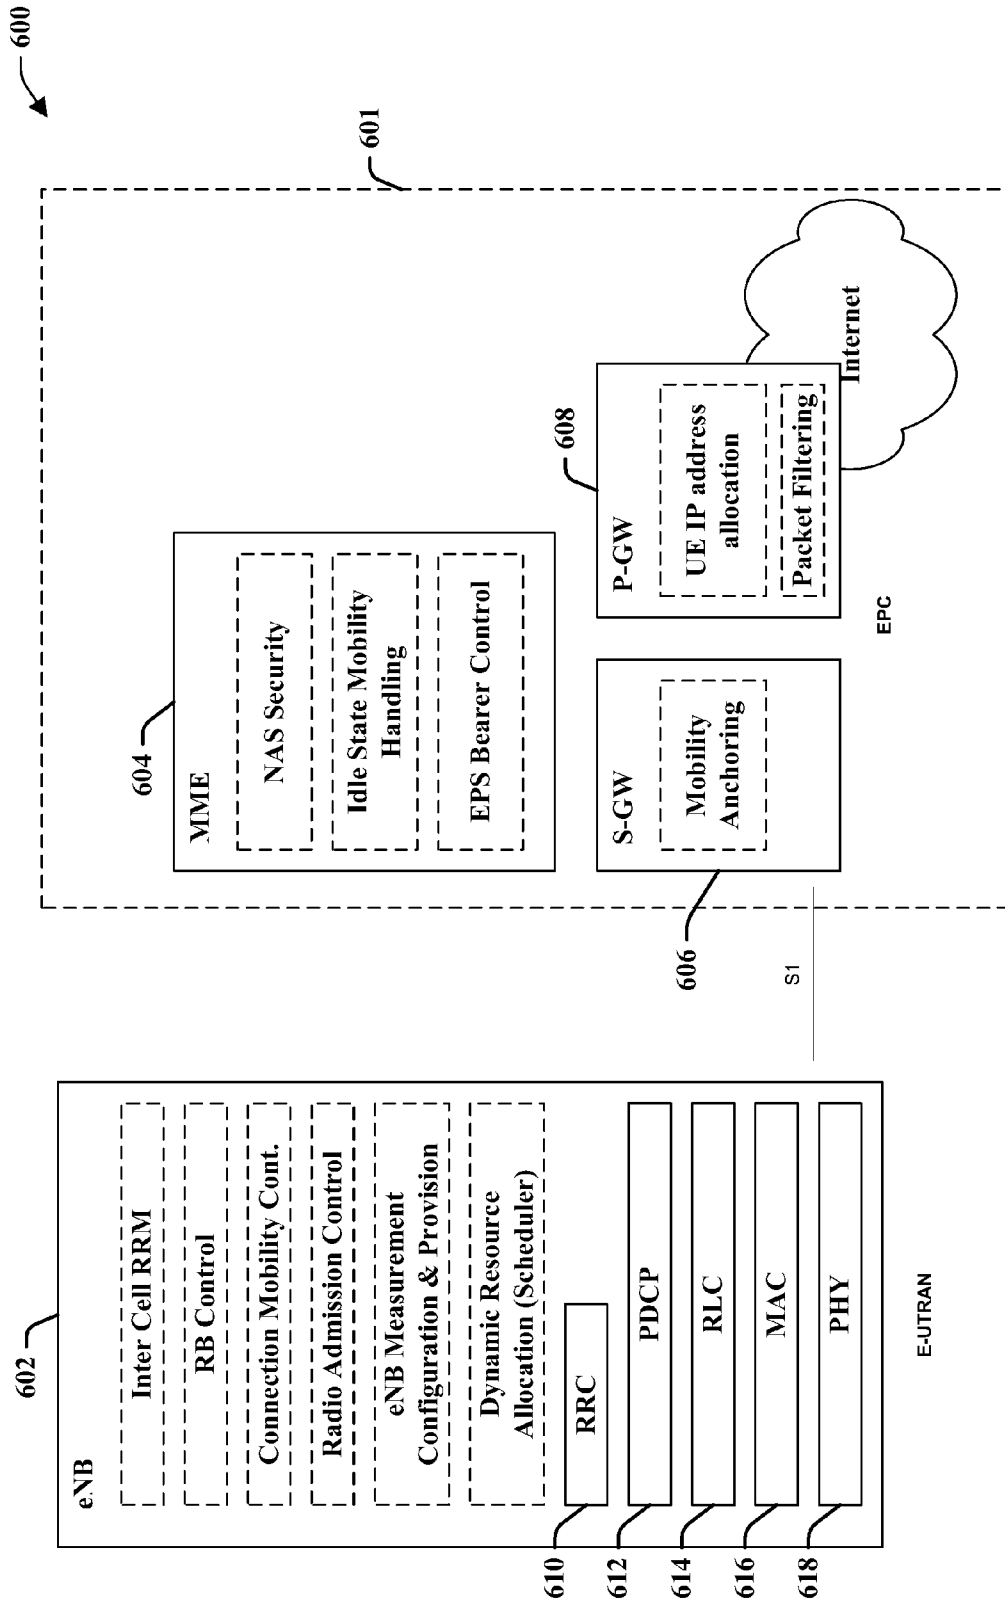 600
601
602
eNB
Inter Cell RRM
RB Control
Connection Mobility Cont.
Radio Admission Control
eNB Measurement
Configuration & Provision
Dynamic Resource
Allocation (Scheduler)
610
RRC
612
PDCP
614
RLC
616
MAC
618
PHY
E-UTRAN
S1
604
MME
NAS Security
Idle State Mobility
Handling
EPS Bearer Control
606
S-GW
Mobility
Anchoring
608
P-GW
UE IP address
allocation
Packet Filtering
Internet
EPC